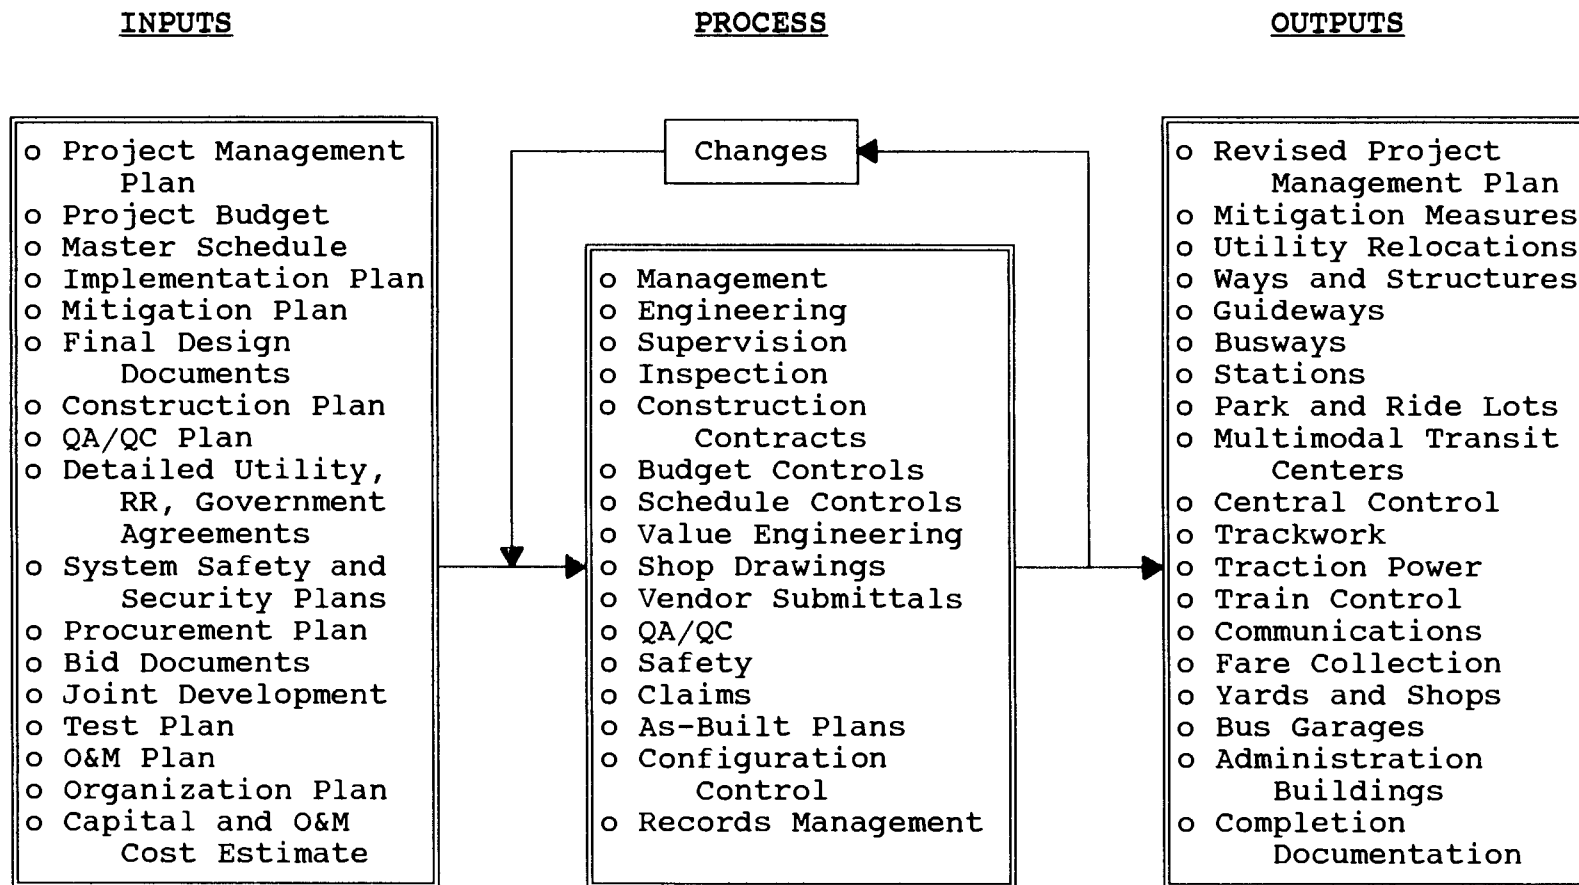 INPUTS
PROCESS
OUTPUTS
o Project Management
Plan
o Project Budget
o Master Schedule
o Implementation Plan
o Mitigation Plan
o Final Design
Documents
o Construction Plan
o QA/QC Plan
o Detailed Utility,
RR, Government
Agreements
o System Safety and
Security Plans
o Procurement Plan
o Bid Documents
o Joint Development
o Test Plan
o O&M Plan
o Organization Plan
o Capital and O&M
Cost Estimate
Changes
o Management
o Engineering
o Supervision
o Inspection
o Construction
Contracts
o Budget Controls
o Schedule Controls
o Value Engineering
o Shop Drawings
o Vendor Submittals
o QA/QC
o Safety
o Claims
o As-Built Plans
o Configuration
Control
o Records Management
o Revised Project
Management Plan
o Mitigation Measures
o Utility Relocations
o Ways and Structures
o Guideways
o Busways
o Stations
o Park and Ride Lots
o Multimodal Transit
Centers
o Central Control
o Trackwork
o Traction Power
o Train Control
o Communications
o Fare Collection
o Yards and Shops
o Bus Garages
o Administration
Buildings
o Completion
Documentation